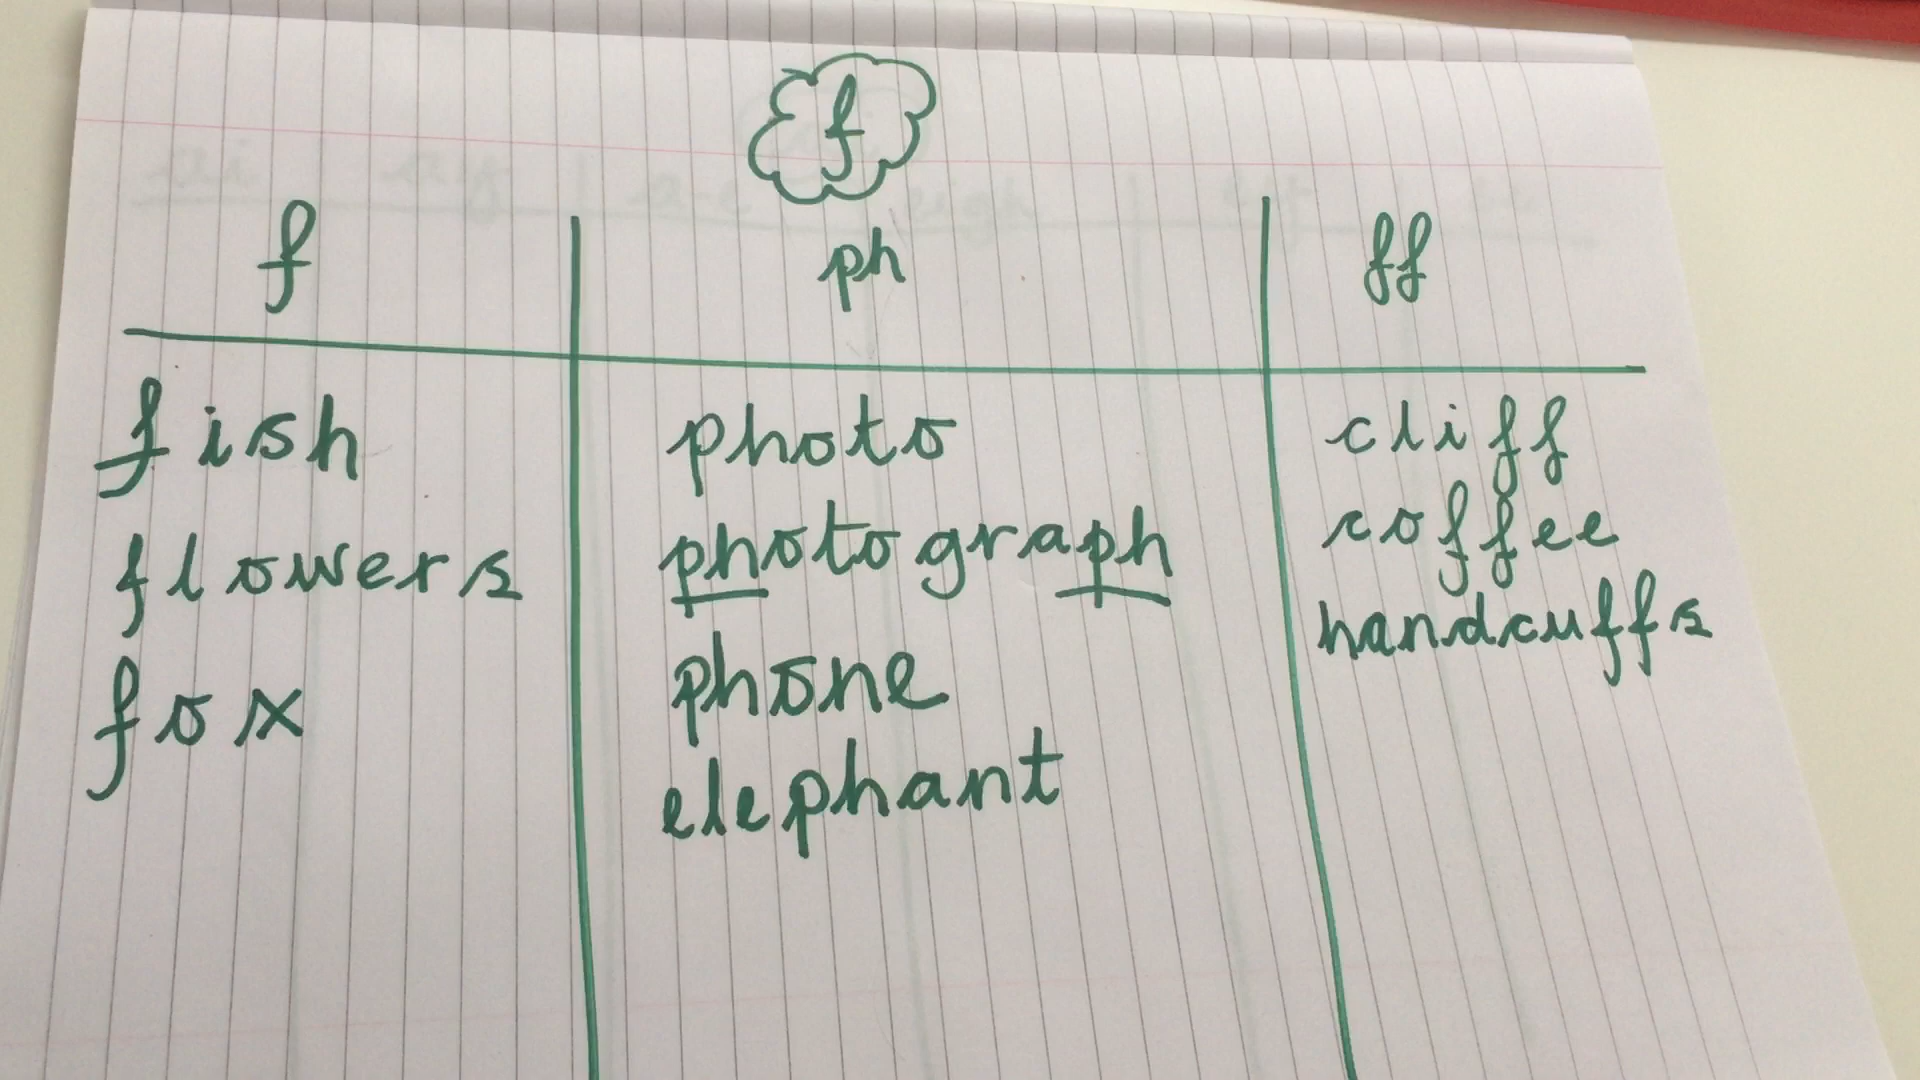 f
f ph ff
fish photo cliff
flowers photograph coffee
fox phone handcuffs
elephant